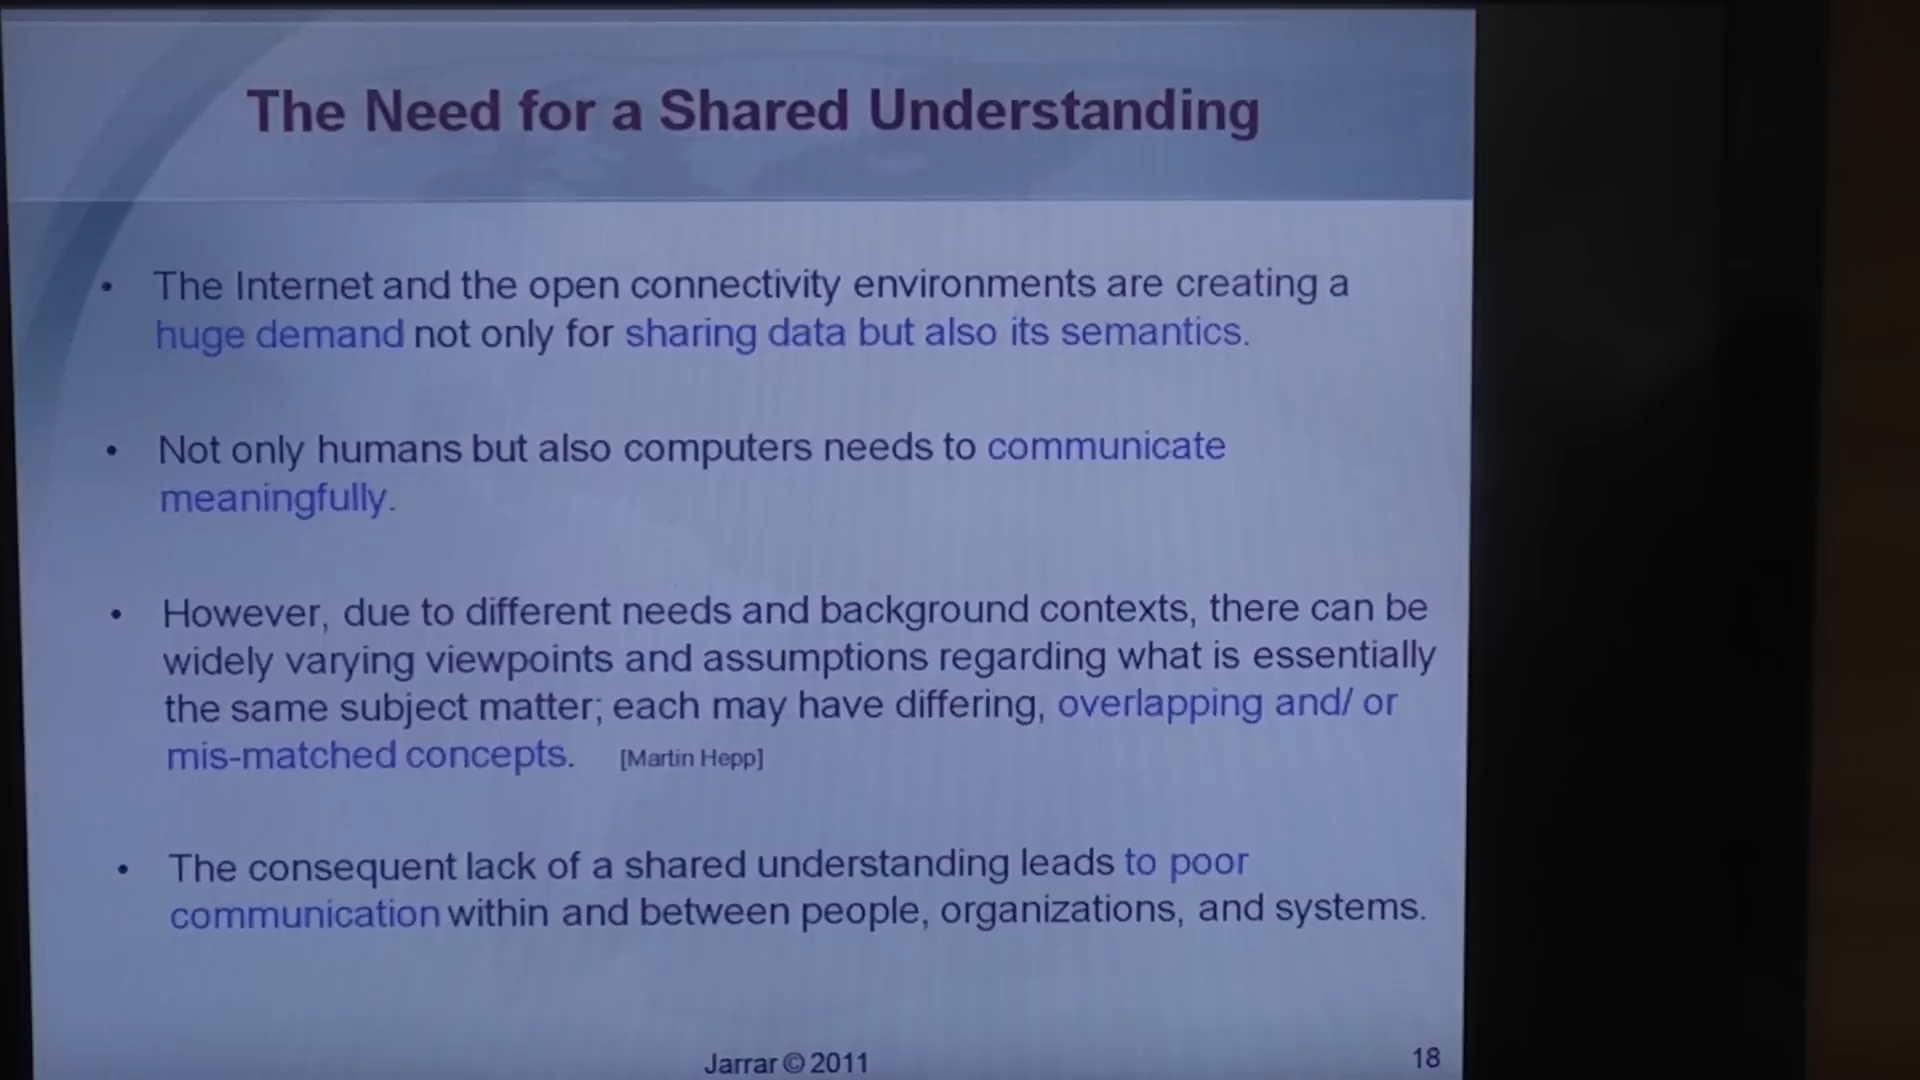 The Need for a Shared Understanding
• The Internet and the open connectivity environments are creating a
huge demand not only for sharing data but also its semantics.
• Not only humans but also computers needs to communicate
meaningfully.
• However, due to different needs and background contexts, there can be
widely varying viewpoints and assumptions regarding what is essentially
the same subject matter; each may have differing, overlapping and/ or
mis-matched concepts. [Martin Hepp]
• The consequent lack of a shared understanding leads to poor
communication within and between people, organizations, and systems.
Jarrar © 2011
18